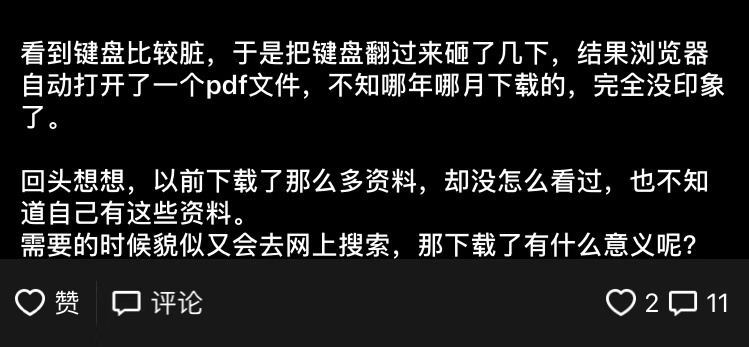 看到键盘比较脏，于是把键盘翻过来砸了几下，结果浏览器
自动打开了一个pdf文件，不知哪年哪月下载的，完全没印象
了。
回头想想，以前下载了那么多资料，却没怎么看过，也不知
道自己有这些资料。
需要的时候貌似又会去网上搜索，那下载了有什么意义呢？
赞 评论 2 11